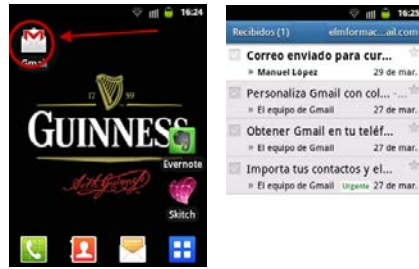 16:24
Gmail
17 59
GUINNESS
Evernote
Skitch
16:25
Recibidos (1) elmformac...ail.com
Correo enviado para cur...
» Manuel López 29 de mar.
Personaliza Gmail con col... -...
» El equipo de Gmail 27 de mar.
Obtener Gmail en tu teléf...
» El equipo de Gmail 27 de mar.
Importa tus contactos y el...
» El equipo de Gmail Urgente 27 de mar.